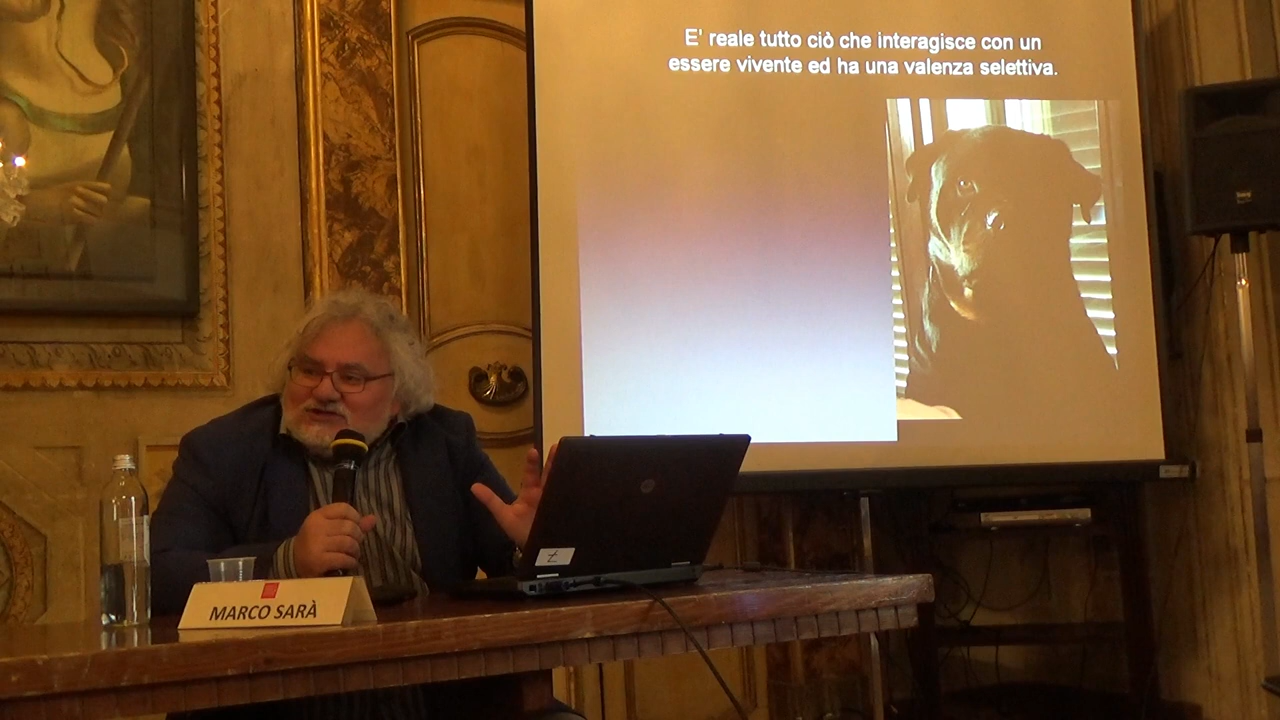 E' reale tutto ciò che interagisce con un
essere vivente ed ha una valenza selettiva.
MARCO SARÀ